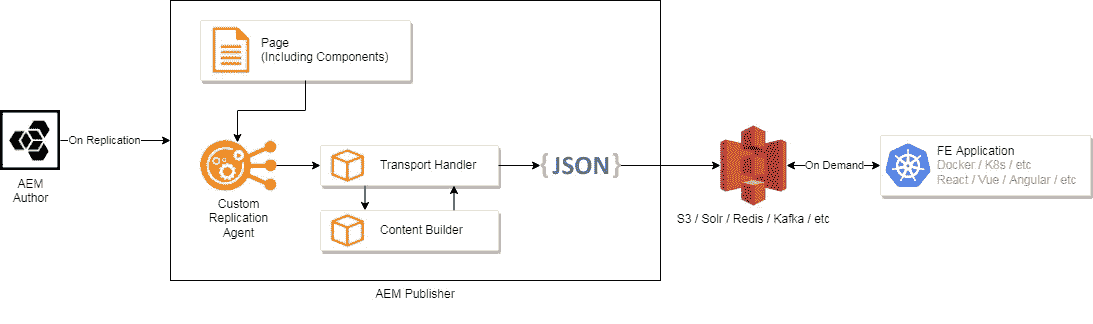 Page
(Including Components)
On Replication
AEM
Author
Custom
Replication
Agent
Transport Handler
Content Builder
{JSON}
AEM Publisher
S3 / Solr / Redis / Kafka / etc
On Demand
FE Application
Docker / K8s / etc
React / Vue / Angular / etc